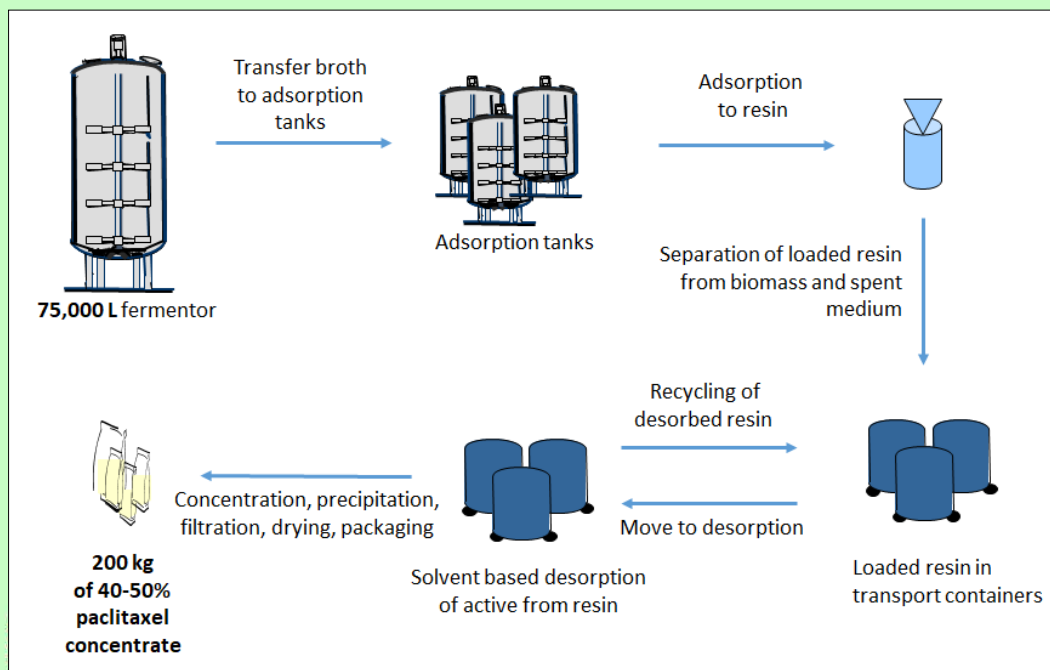 Transfer broth
to adsorption
tanks
Adsorption
to resin
75,000 L fermentor
Adsorption tanks
Separation of loaded resin
from biomass and spent
medium
Recycling of
desorbed resin
Concentration, precipitation,
filtration, drying, packaging
Move to desorption
200 kg
of 40-50%
paclitaxel
concentrate
Solvent based desorption
of active from resin
Loaded resin in
transport containers